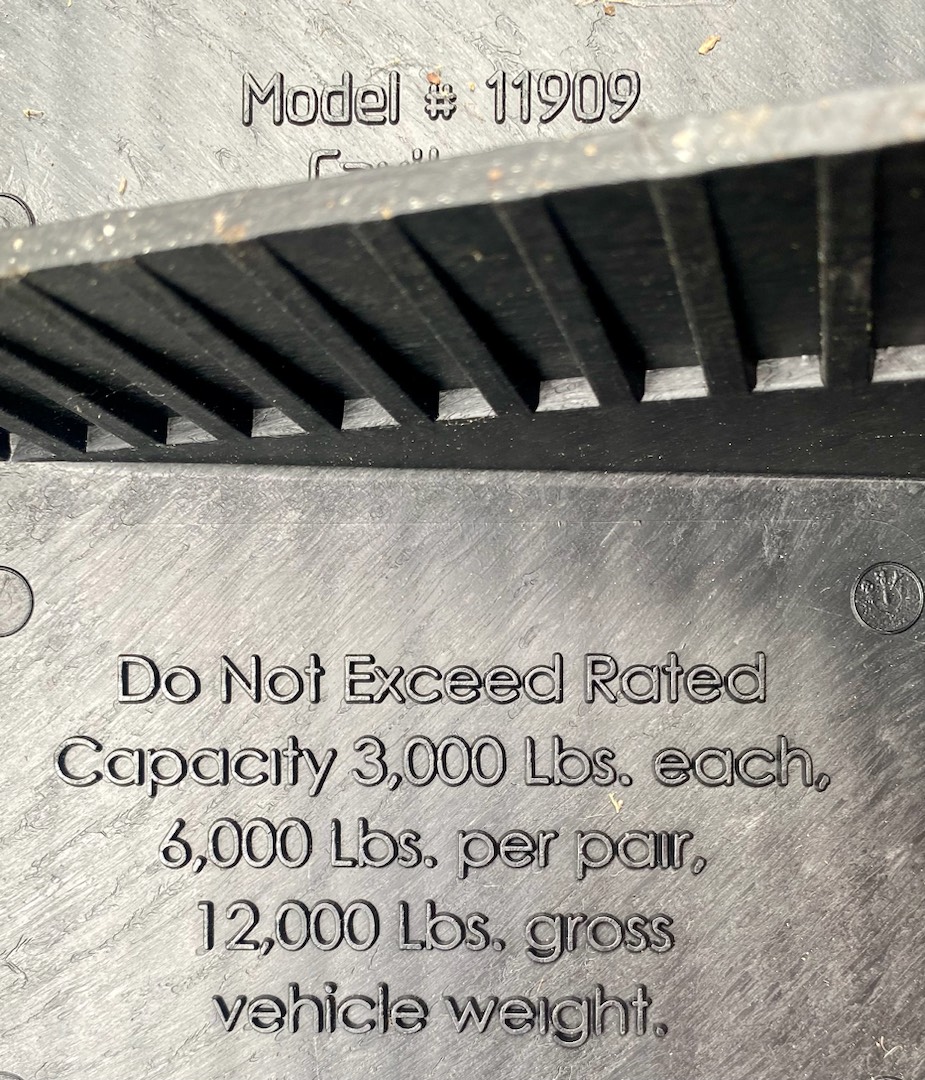 Model # 11909
Do Not Exceed Rated
Capacity 3,000 Lbs. each,
6,000 Lbs. per pair,
12,000 Lbs. gross
vehicle weight.